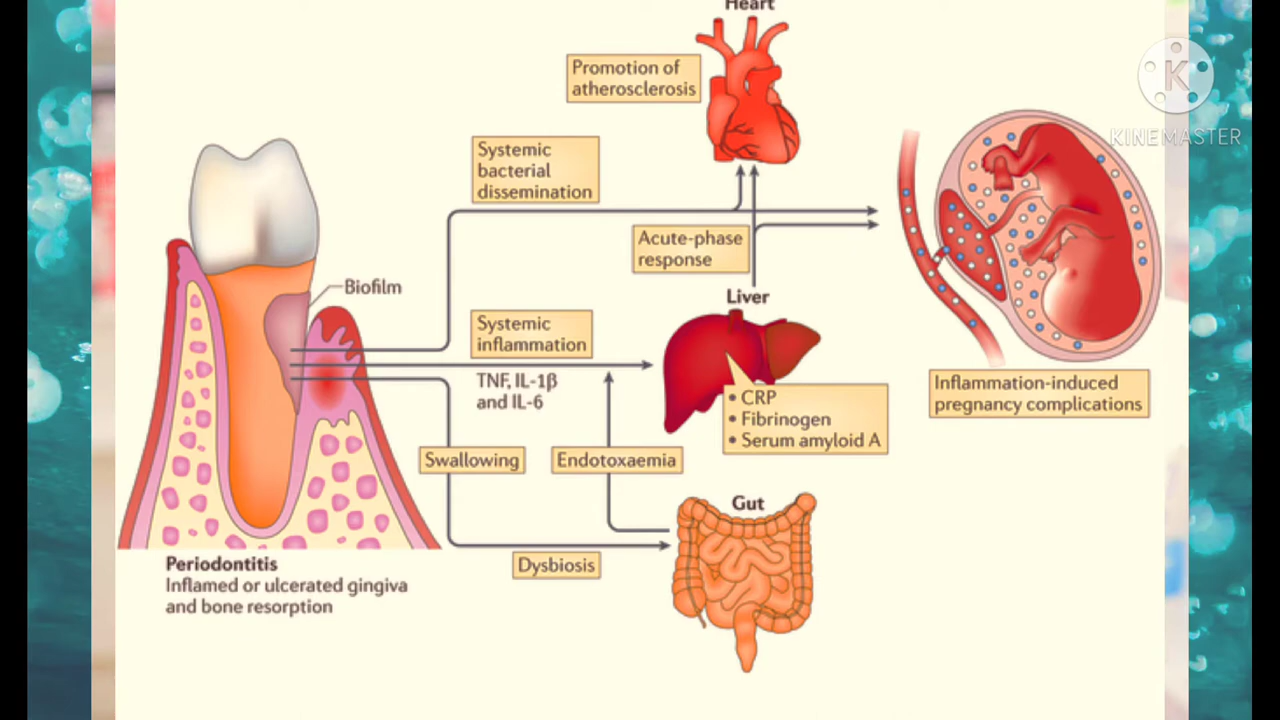 Heart
Promotion of
atherosclerosis
K
KINEMASTER
Systemic
bacterial
dissemination
Acute-phase
response
Biofilm
Liver
Systemic
inflammation
TNF, IL-1β
and IL-6
• CRP
• Fibrinogen
• Serum amyloid A
Inflammation-induced
pregnancy complications
Swallowing
Endotoxaemia
Gut
Dysbiosis
Periodontitis
Inflamed or ulcerated gingiva
and bone resorption